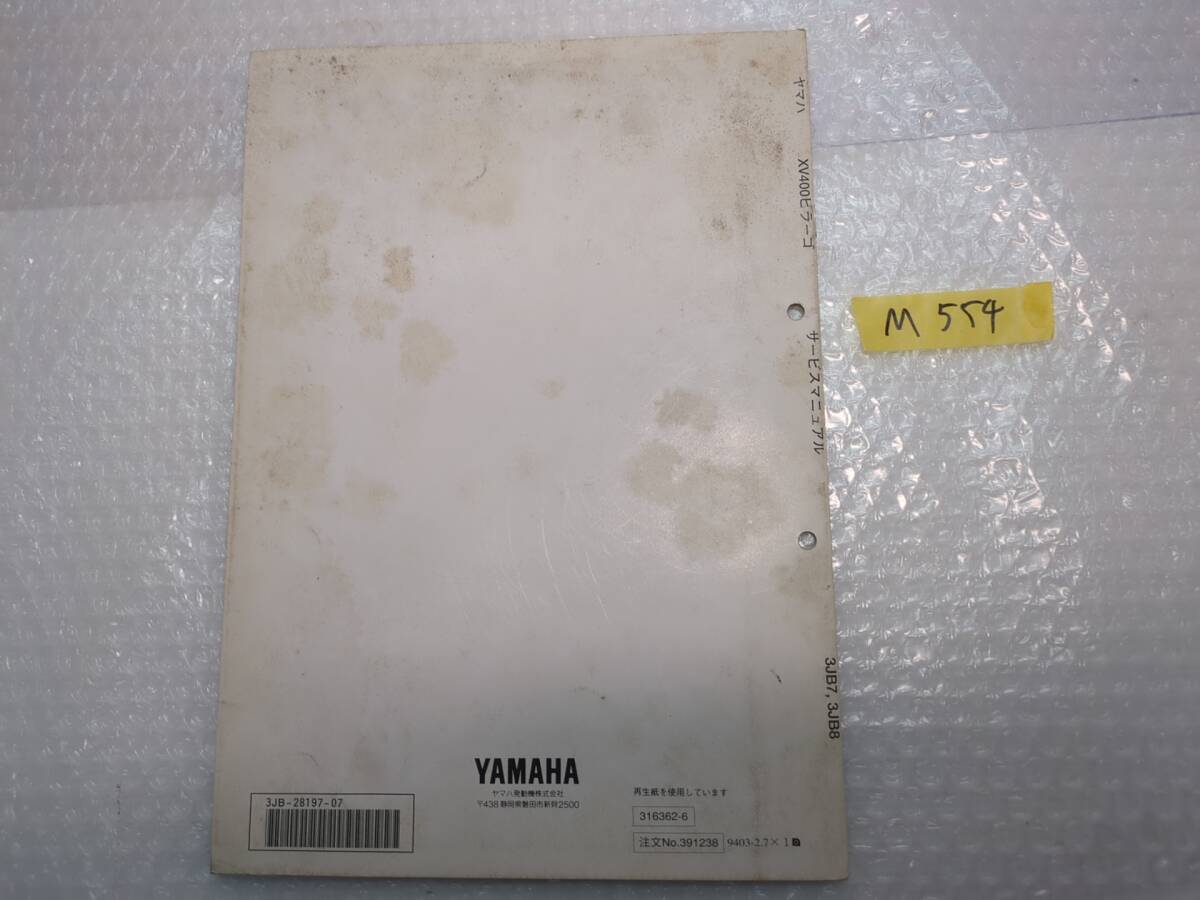 ヤマハ XV400ビラーゴ サービスマニュアル 3JB7, 3JB8
M554
YAMAHA
ヤマハ発動機株式会社
〒438 静岡県磐田市新貝2500
3JB-28197-07
再生紙を使用しています
316362-6
注文No.391238
9403-2.7×1